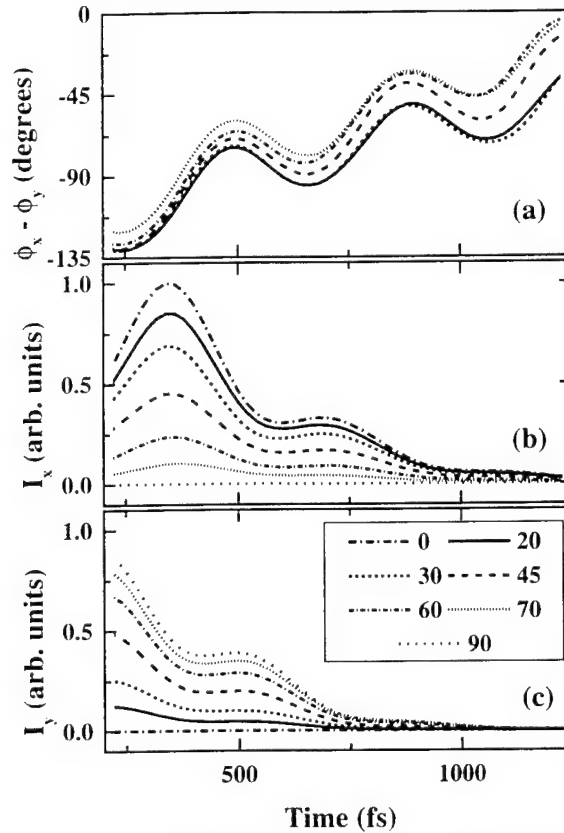 0
-45
-90
-135
ϕx - ϕy (degrees)
(a)
1.0
0.5
0.0
Ix (arb. units)
(b)
1.0
0.5
0.0
Iy (arb. units)
0 20
30 45
60 70
90
(c)
500 1000
Time (fs)